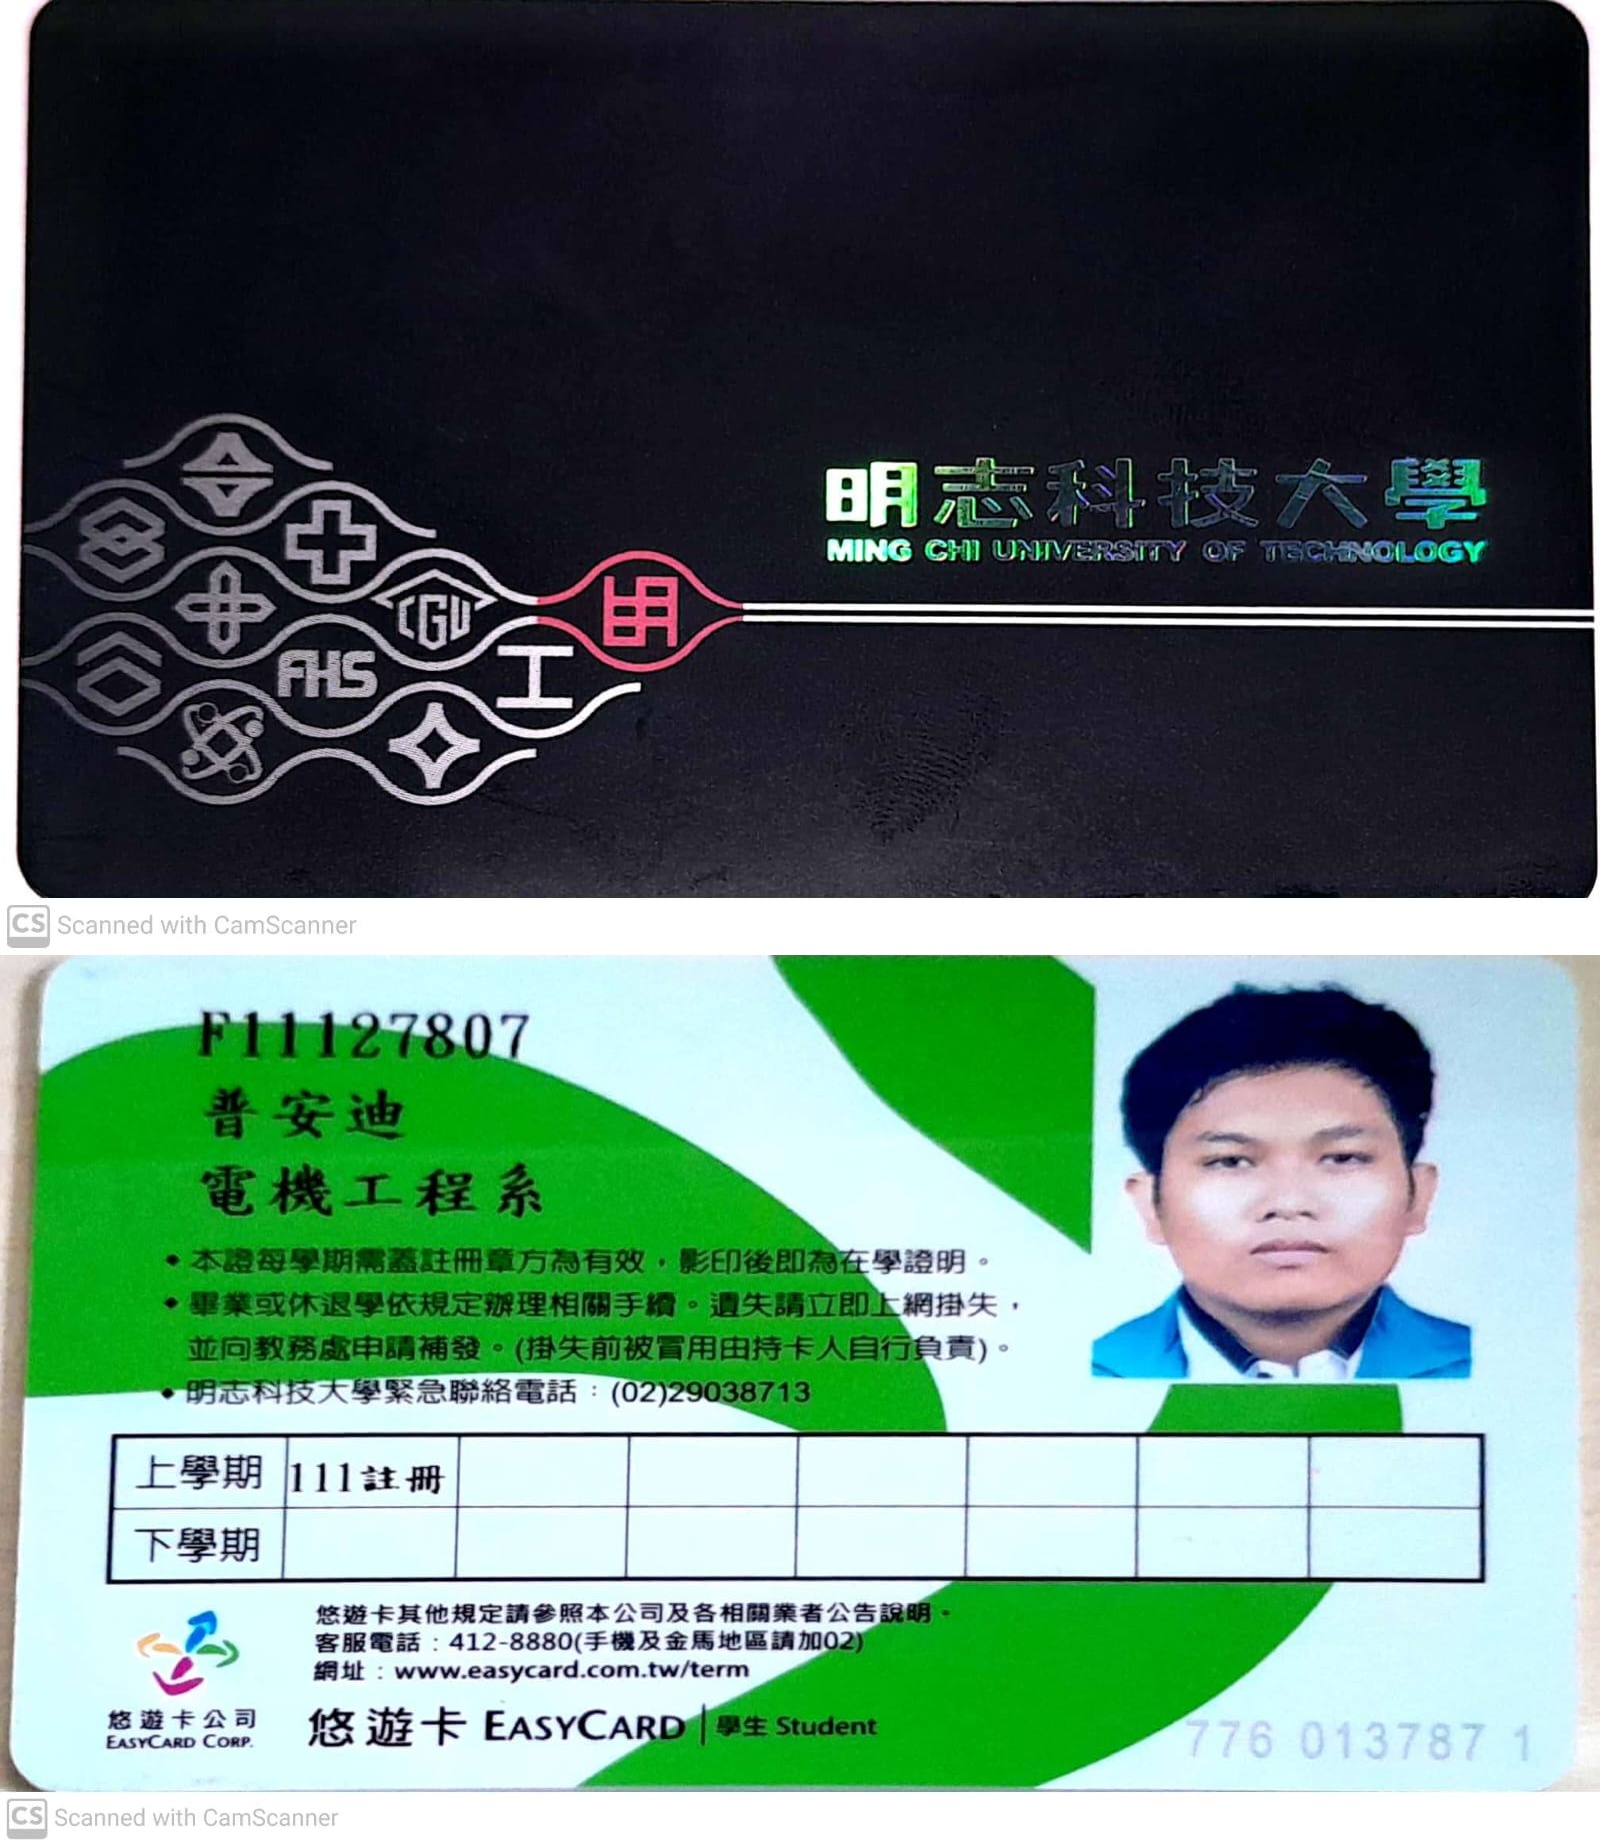 明志科技大學
MING CHI UNIVERSITY OF TECHNOLOGY
CGU
明
FHS
工
CS Scanned with CamScanner
F11127807
普安迪
電機工程系
• 本證每學期需蓋註冊章方為有效，影印後即為在學證明。
• 畢業或休退學依規定辦理相關手續。遺失請立即上網掛失，
並向教務處申請補發。(掛失前被冒用由持卡人自行負責)。
• 明志科技大學緊急聯絡電話：(02)29038713
上學期 111註冊
下學期
悠遊卡其他規定請參照本公司及各相關業者公告說明。
客服電話：412-8880(手機及金馬地區請加02)
網址：www.easycard.com.tw/term
悠遊卡公司
EASYCARD CORP.
悠遊卡 EASYCARD | 學生 Student
776 013787 1
CS Scanned with CamScanner